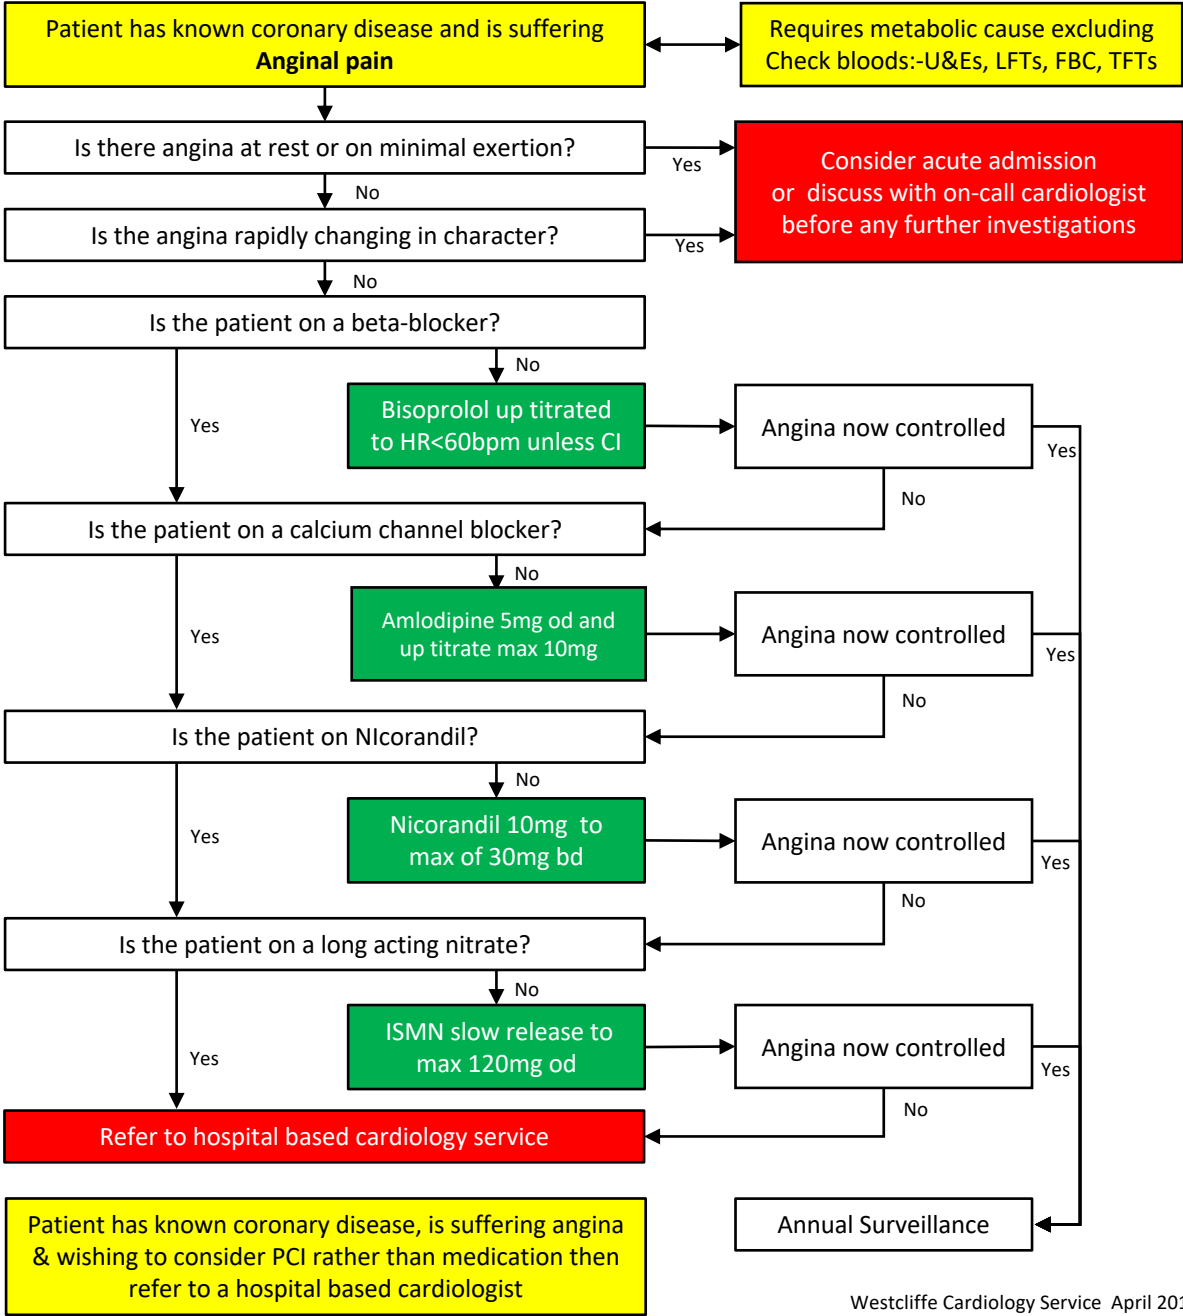 Patient has known coronary disease and is suffering
Anginal pain
Requires metabolic cause excluding
Check bloods:-U&Es, LFTs, FBC, TFTs
Is there angina at rest or on minimal exertion?
Yes
Consider acute admission
or discuss with on-call cardiologist
before any further investigations
No
Is the angina rapidly changing in character?
Yes
No
Is the patient on a beta-blocker?
No
Yes
Bisoprolol up titrated
to HR<60bpm unless CI
Angina now controlled
Yes
No
Is the patient on a calcium channel blocker?
No
Yes
Amlodipine 5mg od and
up titrate max 10mg
Angina now controlled
Yes
No
Is the patient on NIcorandil?
No
Yes
Nicorandil 10mg to
max of 30mg bd
Angina now controlled
Yes
No
Is the patient on a long acting nitrate?
No
Yes
ISMN slow release to
max 120mg od
Angina now controlled
Yes
No
Refer to hospital based cardiology service
Patient has known coronary disease, is suffering angina
& wishing to consider PCI rather than medication then
refer to a hospital based cardiologist
Annual Surveillance
Westcliffe Cardiology Service April 201